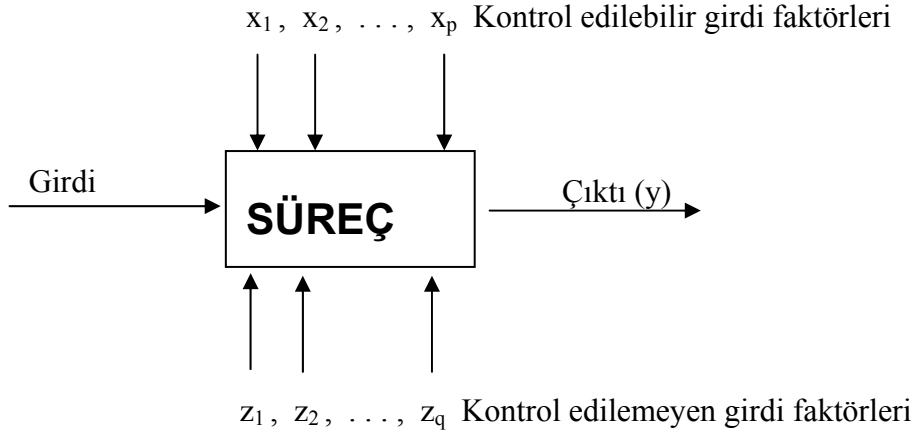 x1 , x2 , . . . , xp Kontrol edilebilir girdi faktörleri
Girdi
SÜREÇ
Çıktı (y)
z1 , z2 , . . . , zq Kontrol edilemeyen girdi faktörleri